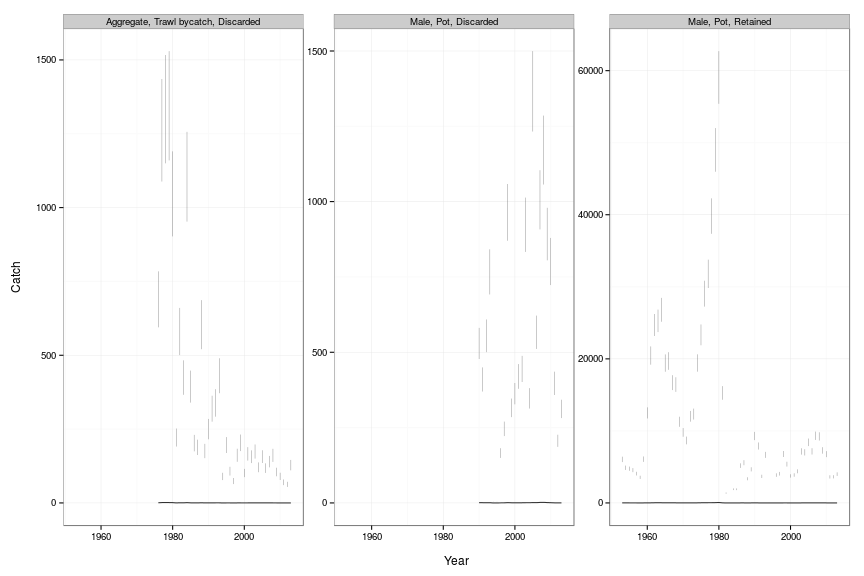 Aggregate, Trawl bycatch, Discarded
Male, Pot, Discarded
Male, Pot, Retained
1500
1000
500
0
1500
1000
500
0
60000
40000
20000
0
Catch
1960 1980 2000
1960 1980 2000
1960 1980 2000
Year